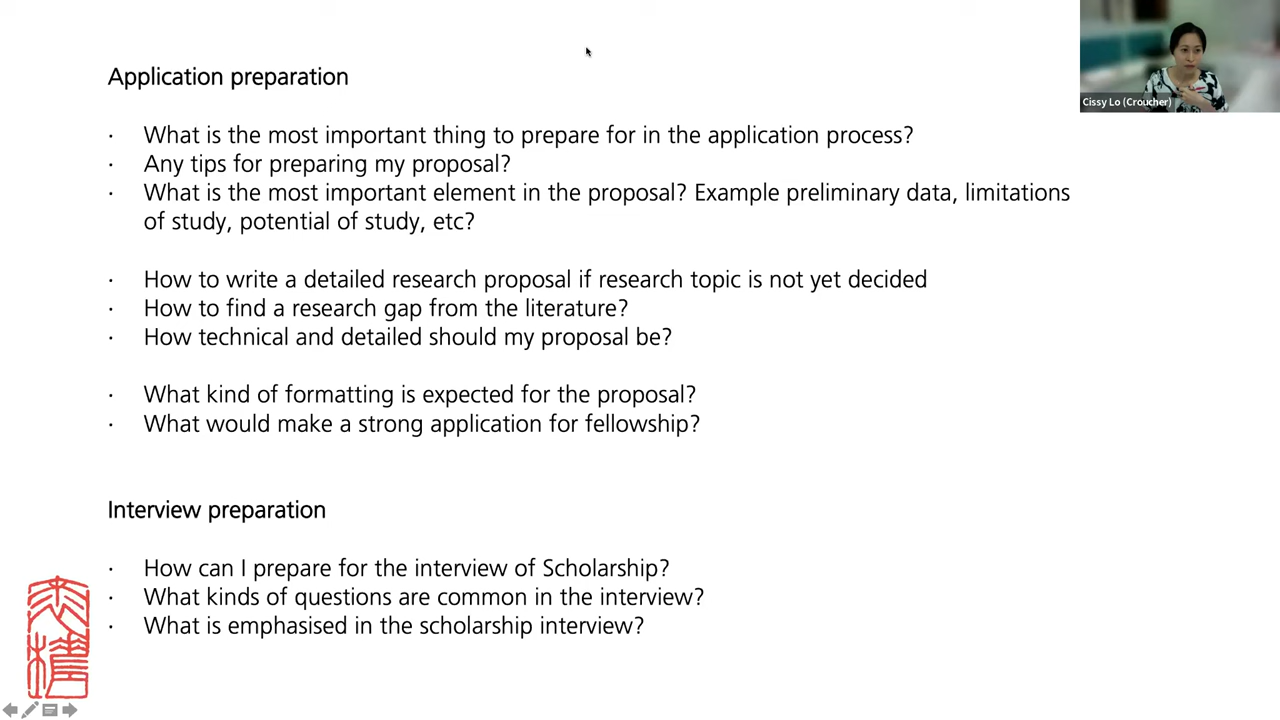 Application preparation
Cissy Lo (Croucher)
· What is the most important thing to prepare for in the application process?
· Any tips for preparing my proposal?
· What is the most important element in the proposal? Example preliminary data, limitations
of study, potential of study, etc?
· How to write a detailed research proposal if research topic is not yet decided
· How to find a research gap from the literature?
· How technical and detailed should my proposal be?
· What kind of formatting is expected for the proposal?
· What would make a strong application for fellowship?
Interview preparation
· How can I prepare for the interview of Scholarship?
· What kinds of questions are common in the interview?
· What is emphasised in the scholarship interview?